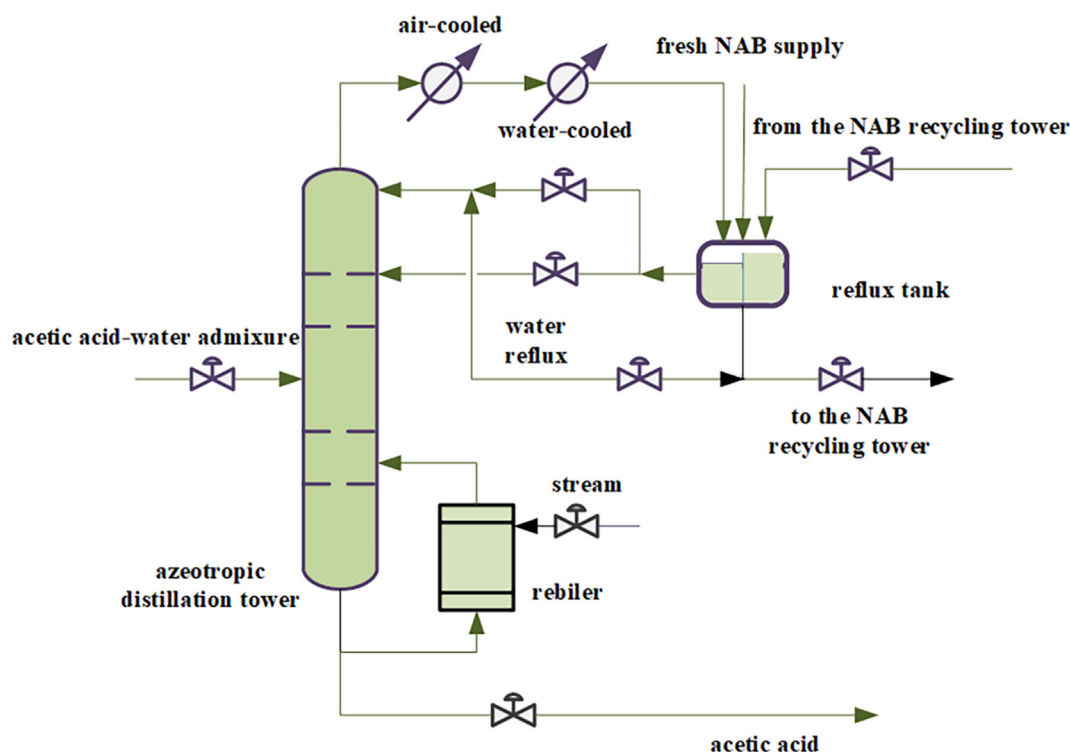 air-cooled
fresh NAB supply
water-cooled
from the NAB recycling tower
reflux tank
acetic acid-water admixture
water
reflux
to the NAB
recycling tower
stream
azeotropic
distillation tower
rebiler
acetic acid